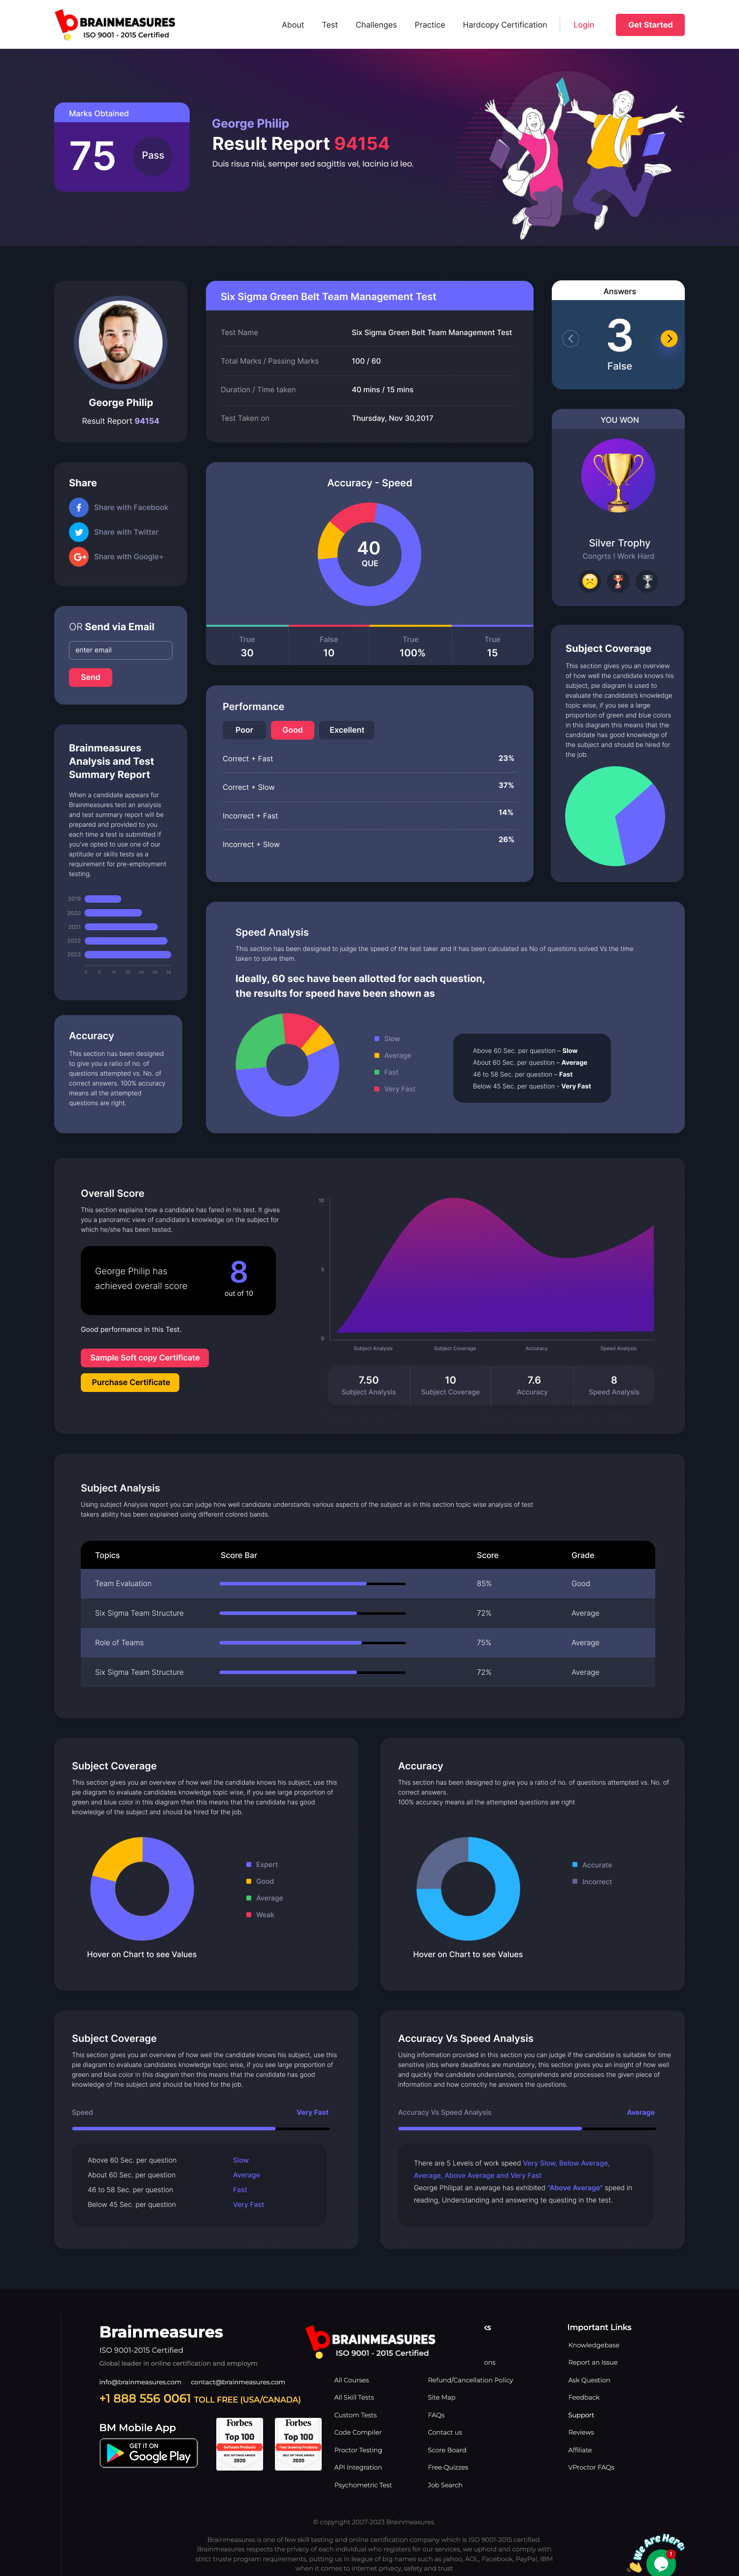 BRAINMEASURES
ISO 9001 - 2015 Certified
About Test Challenges Practice Hardcopy Certification Login Get Started
Marks Obtained
75 Pass
George Philip
Result Report 94154
Duis risus nisi, semper sed sagittis vel, lacinia id leo.
George Philip
Result Report 94154
Six Sigma Green Belt Team Management Test
Test Name Six Sigma Green Belt Team Management Test
Total Marks / Passing Marks 100 / 60
Duration / Time taken 40 mins / 15 mins
Test Taken on Thursday, Nov 30,2017
Answers
3
False
YOU WON
Silver Trophy
Congrts ! Work Hard
Share
Share with Facebook
Share with Twitter
Share with Google+
Accuracy - Speed
40
QUE
True False True True
30 10 100% 15
OR Send via Email
enter email
Send
Subject Coverage
This section gives you an overview
of how well the candidate knows his
subject, pie diagram is used to
evaluate the candidate's knowledge
topic wise, if you see a large
proportion of green and blue colors
in this diagram this means that the
candidate has good knowledge of
the subject and should be hired for
the job.
Performance
Poor Good Excellent
Correct + Fast 23%
Correct + Slow 37%
Incorrect + Fast 14%
Incorrect + Slow 26%
Brainmeasures
Analysis and Test
Summary Report
When a candidate appears for
Brainmeasures test an analysis
and test summary report will be
prepared and provided to you
each time a test is submitted if
you've opted to use one of our
aptitude or skills tests as a
requirement for pre-employment
testing.
2019
2020
2021
2022
2023
Speed Analysis
This section has been designed to judge the speed of the test taker and it has been calculated as No of questions solved Vs the time
taken to solve them.
Ideally, 60 sec have been allotted for each question,
the results for speed have been shown as
Slow
Average
Fast
Very Fast
Above 60 Sec. per question – Slow
About 60 Sec. per question – Average
46 to 58 Sec. per question – Fast
Below 45 Sec. per question - Very Fast
Accuracy
This section has been designed
to give you a ratio of no. of
questions attempted vs. No. of
correct answers. 100% accuracy
means all the attempted
questions are right.
Overall Score
This section explains how a candidate has fared in his test. It gives
you a panoramic view of candidate's knowledge on the subject for
which he/she has been tested.
George Philip has
achieved overall score
8
out of 10
Good performance in this Test.
Sample Soft copy Certificate
Purchase Certificate
10
5
0
Subject Analysis Subject Coverage Accuracy Speed Analysis
7.50 10 7.6 8
Subject Analysis Subject Coverage Accuracy Speed Analysis
Subject Analysis
Using subject Analysis report you can judge how well candidate understands various aspects of the subject as in this section topic wise analysis of test
takers ability has been explained using different colored bands.
Topics Score Bar Score Grade
Team Evaluation 85% Good
Six Sigma Team Structure 72% Average
Role of Teams 75% Average
Six Sigma Team Structure 72% Average
Subject Coverage
This section gives you an overview of how well the candidate knows his subject, use this
pie diagram to evaluate candidates knowledge topic wise, if you see large proportion of
green and blue color in this diagram then this means that the candidate has good
knowledge of the subject and should be hired for the job.
Expert
Good
Average
Weak
Hover on Chart to see Values
Accuracy
This section has been designed to give you a ratio of no. of questions attempted vs. No. of
correct answers.
100% accuracy means all the attempted questions are right
Accurate
Incorrect
Hover on Chart to see Values
Subject Coverage
This section gives you an overview of how well the candidate knows his subject, use this
pie diagram to evaluate candidates knowledge topic wise, if you see large proportion of
green and blue color in this diagram then this means that the candidate has good
knowledge of the subject and should be hired for the job.
Speed Very Fast
Above 60 Sec. per question Slow
About 60 Sec. per question Average
46 to 58 Sec. per question Fast
Below 45 Sec. per question Very Fast
Accuracy Vs Speed Analysis
Using information provided in this section you can judge if the candidate is suitable for time
sensitive jobs where deadlines are mandatory, this section gives you an insight of how well
and quickly the candidate understands, comprehends and processes the given piece of
information and how correctly he answers the questions.
Accuracy Vs Speed Analysis Average
There are 5 Levels of work speed Very Slow, Below Average,
Average, Above Average and Very Fast
George Philipat an average has exhibited "Above Average" speed in
reading, Understanding and answering te questing in the test.
Brainmeasures
ISO 9001-2015 Certified
Global leader in online certification and employm
info@brainmeasures.com contact@brainmeasures.com
+1 888 556 0061 TOLL FREE (USA/CANADA)
BM Mobile App
GET IT ON
Google Play
Forbes
Top 100
Software Products
BEST SOFTWARE AWARDS
2020
Forbes
Top 100
Fast Growing Products
BEST SOFTWARE AWARDS
2020
BRAINMEASURES
ISO 9001 - 2015 Certified
All Courses
All Skill Tests
Custom Tests
Code Compiler
Proctor Testing
API Integration
Psychometric Test
ks
ons
Refund/Cancellation Policy
Site Map
FAQs
Contact us
Score Board
Free Quizzes
Job Search
Important Links
Knowledgebase
Report an Issue
Ask Question
Feedback
Support
Reviews
Affiliate
VProctor FAQs
© copyright 2007-2023 Brainmeasures.
Brainmeasures is one of few skill testing and online certification company which is ISO 9001-2015 certified.
Brainmeasures respects the privacy of each individual who registers for our services, we uphold and comply with
strict truste program requirements, putting us in league of big names such as yahoo, AOL, Facebook, PayPal, IBM
when it comes to internet privacy, safety and trust
We Are Here!
1